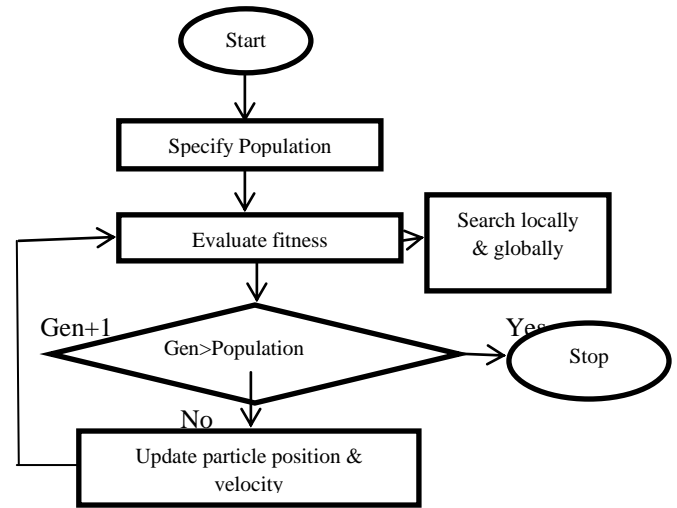 Start
Specify Population
Evaluate fitness
Search locally
& globally
Gen+1
Gen>Population
Yes
Stop
No
Update particle position &
velocity